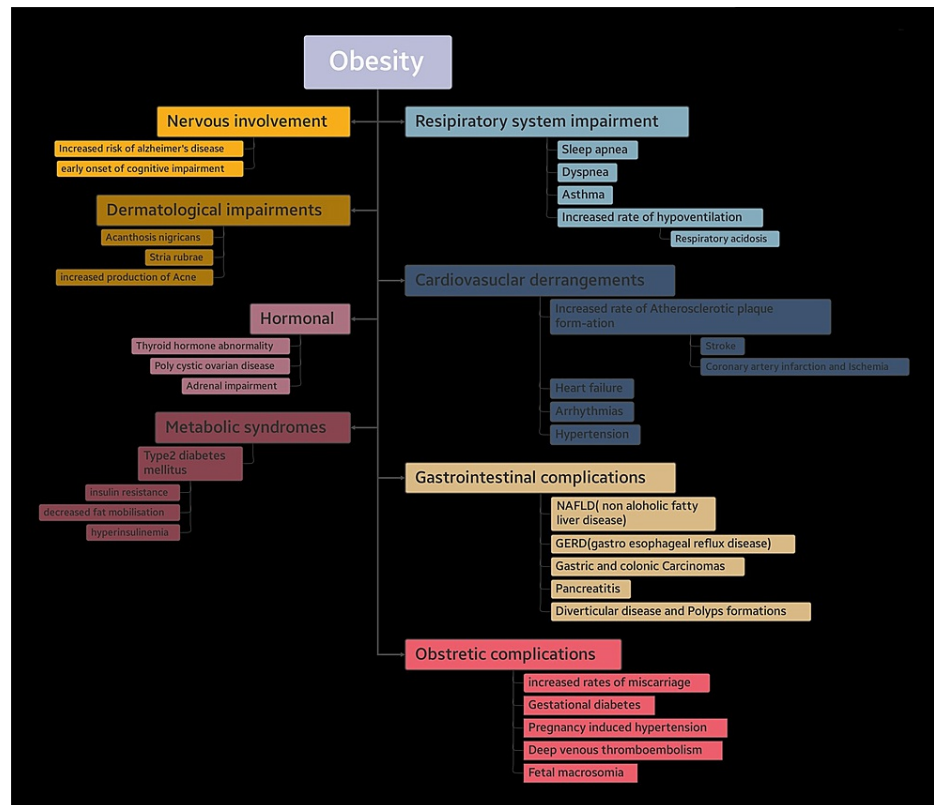 Obesity
Nervous involvement
Increased risk of alzheimer's disease
early onset of cognitive impairment
Dermatological impairments
Acanthosis nigricans
Stria rubrae
increased production of Acne
Hormonal
Thyroid hormone abnormality
Poly cystic ovarian disease
Adrenal impairment
Metabolic syndromes
Type2 diabetes
mellitus
insulin resistance
decreased fat mobilisation
hyperinsulinemia
Resipiratory system impairment
Sleep apnea
Dyspnea
Asthma
Increased rate of hypoventilation
Respiratory acidosis
Cardiovasuclar derrangements
Increased rate of Atherosclerotic plaque
form-ation
Stroke
Coronary artery infarction and Ischemia
Heart failure
Arrhythmias
Hypertension
Gastrointestinal complications
NAFLD( non aloholic fatty
liver disease)
GERD(gastro esophageal reflux disease)
Gastric and colonic Carcinomas
Pancreatitis
Diverticular disease and Polyps formations
Obstretic complications
increased rates of miscarriage
Gestational diabetes
Pregnancy induced hypertension
Deep venous thromboembolism
Fetal macrosomia